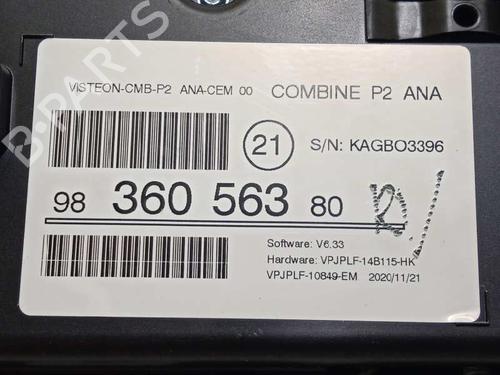 VISTEON-CMB-P2 ANA-CEM 00 COMBINE P2 ANA
21 S/N: KAGBO3396
98 360 563 80
Software: V6.33
Hardware: VPJPLF-14B115-HK
VPJPLF-10849-EM 2020/11/21
B-PARTS